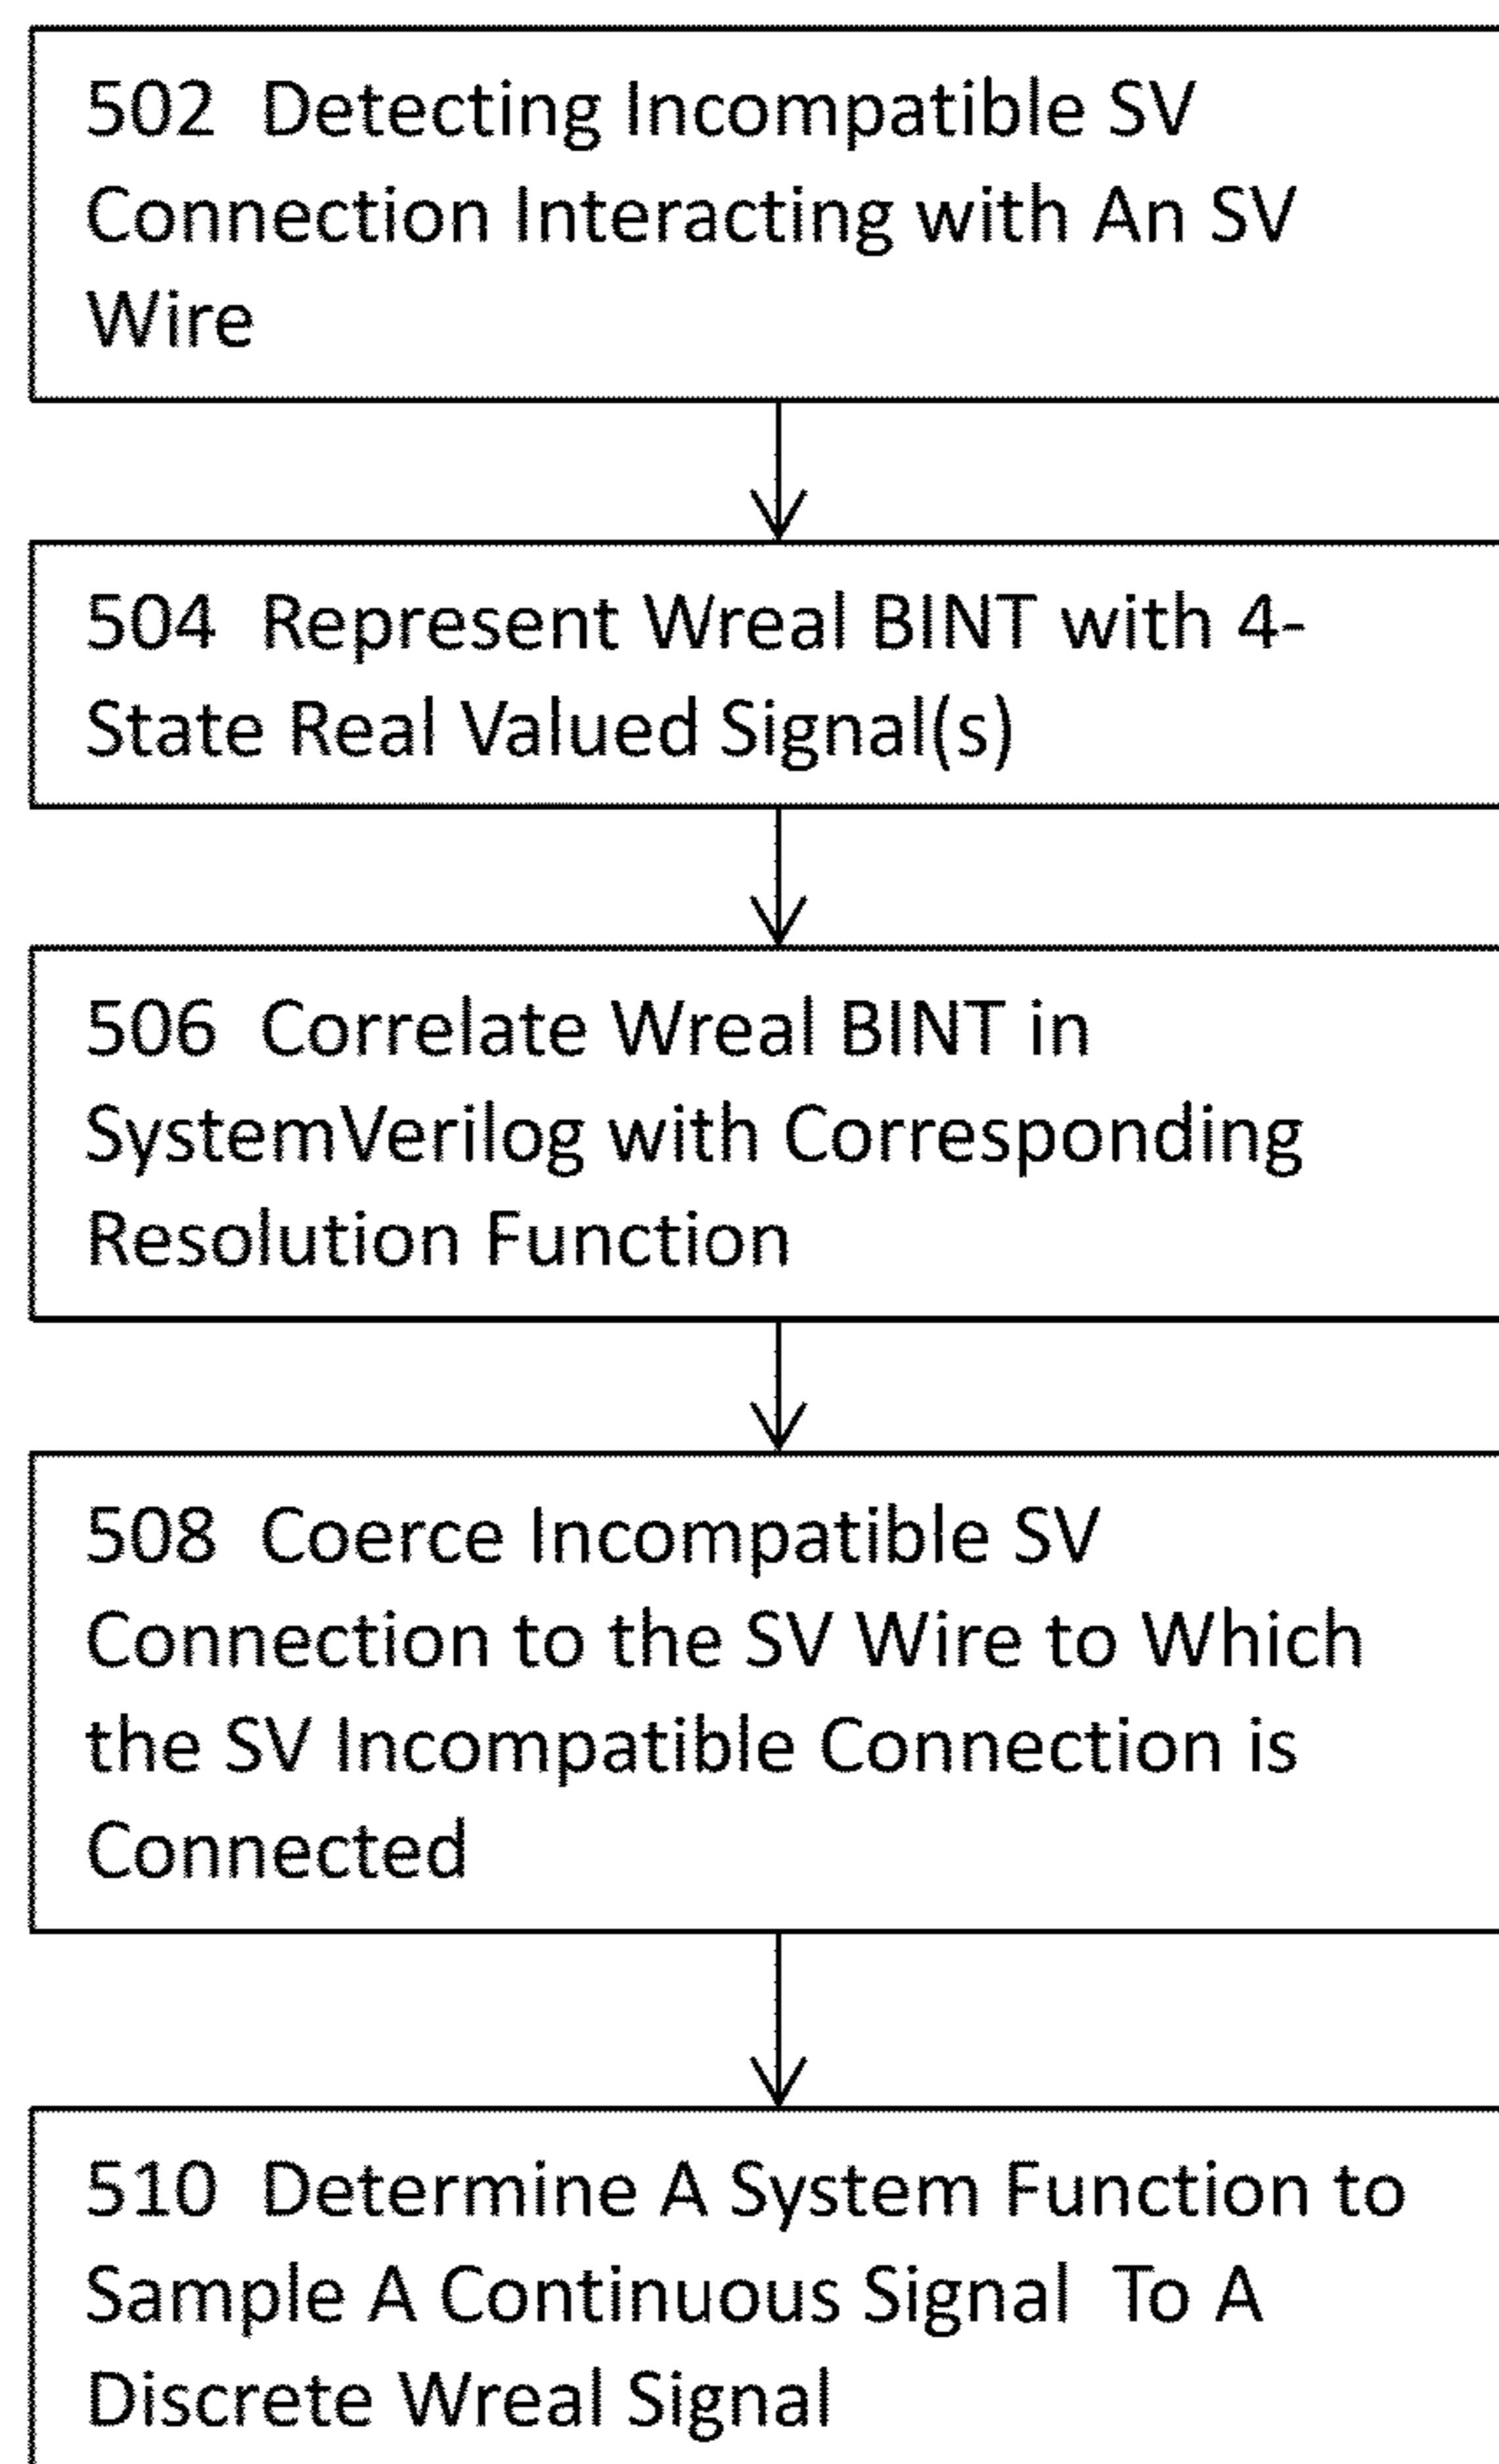 502 Detecting Incompatible SV
Connection Interacting with An SV
Wire
504 Represent Wreal BINT with 4-
State Real Valued Signal(s)
506 Correlate Wreal BINT in
SystemVerilog with Corresponding
Resolution Function
508 Coerce Incompatible SV
Connection to the SV Wire to Which
the SV Incompatible Connection is
Connected
510 Determine A System Function to
Sample A Continuous Signal To A
Discrete Wreal Signal